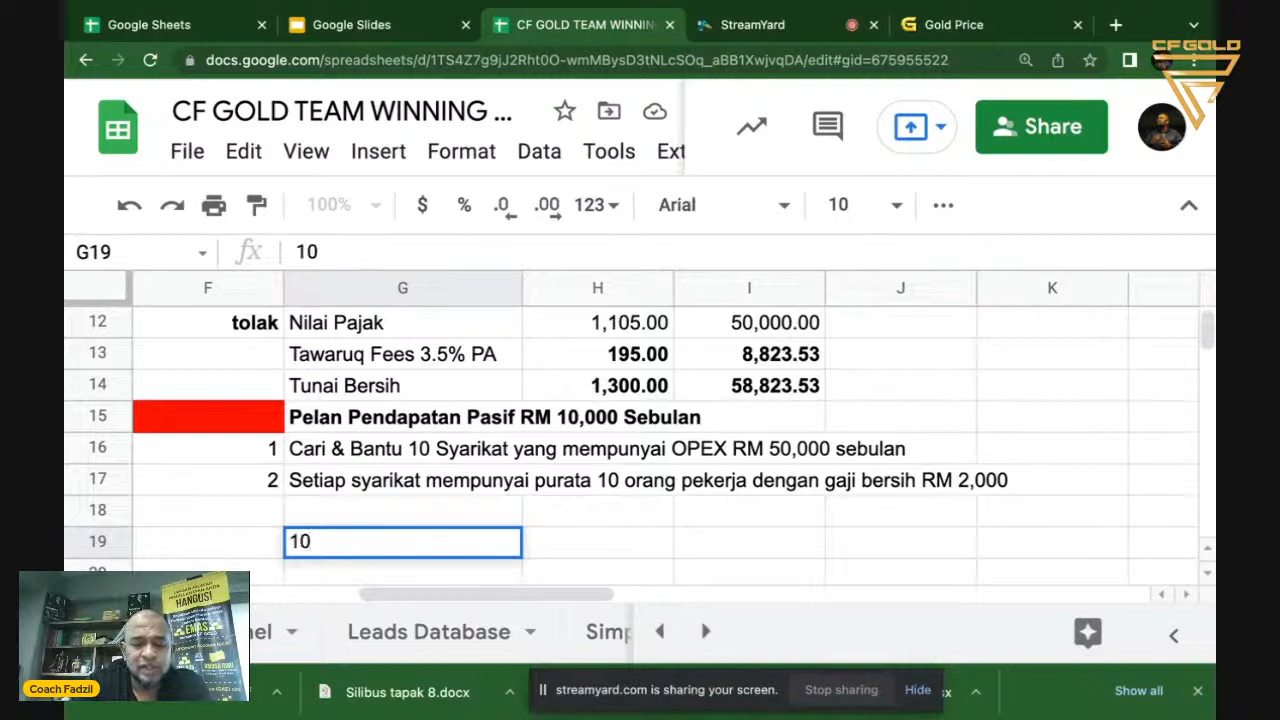 Google Sheets
Google Slides
CF GOLD TEAM WINNIN
StreamYard
Gold Price
docs.google.com/spreadsheets/d/1TS4Z7g9jJ2Rht0O-wmMBysD3tNLcSOq_aBB1XwjvqDA/edit#gid=675955522
CF GOLD
CF GOLD TEAM WINNING ...
Share
File Edit View Insert Format Data Tools Ext
100% $ % .0 .00 123 Arial 10
G19 fx 10
F G H I J K
12 tolak Nilai Pajak 1,105.00 50,000.00
13 Tawaruq Fees 3.5% PA 195.00 8,823.53
14 Tunai Bersih 1,300.00 58,823.53
15 Pelan Pendapatan Pasif RM 10,000 Sebulan
16 1 Cari & Bantu 10 Syarikat yang mempunyai OPEX RM 50,000 sebulan
17 2 Setiap syarikat mempunyai purata 10 orang pekerja dengan gaji bersih RM 2,000
18
19 10
HANGUS!
EMAS
nel Leads Database Simp
Coach Fadzil
Silibus tapak 8.docx
streamyard.com is sharing your screen. Stop sharing Hide
Show all